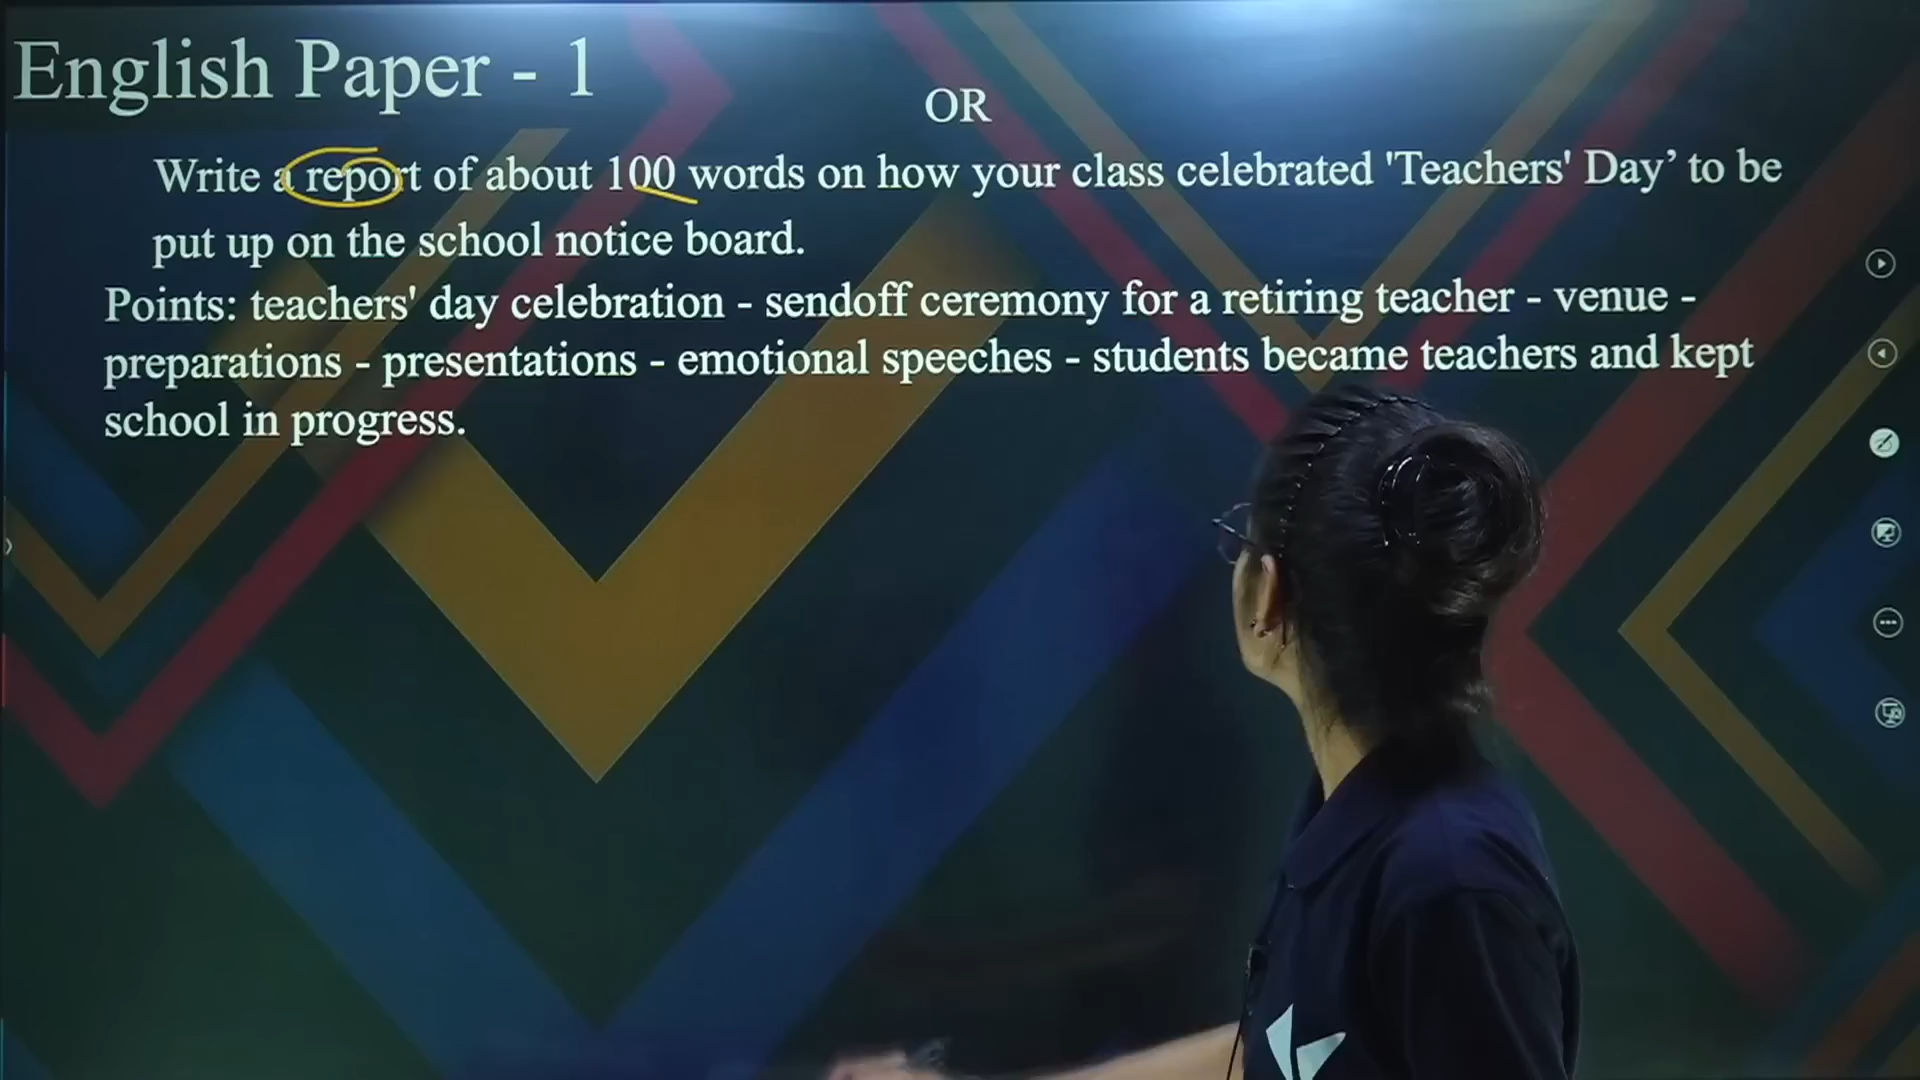 English Paper - 1
OR
Write a report of about 100 words on how your class celebrated 'Teachers' Day’ to be
put up on the school notice board.
Points: teachers' day celebration - sendoff ceremony for a retiring teacher - venue -
preparations - presentations - emotional speeches - students became teachers and kept
school in progress.